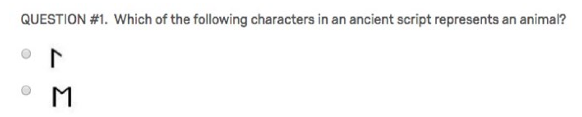 QUESTION #1. Which of the following characters in an ancient script represents an animal?
ᛚ
ᛖ